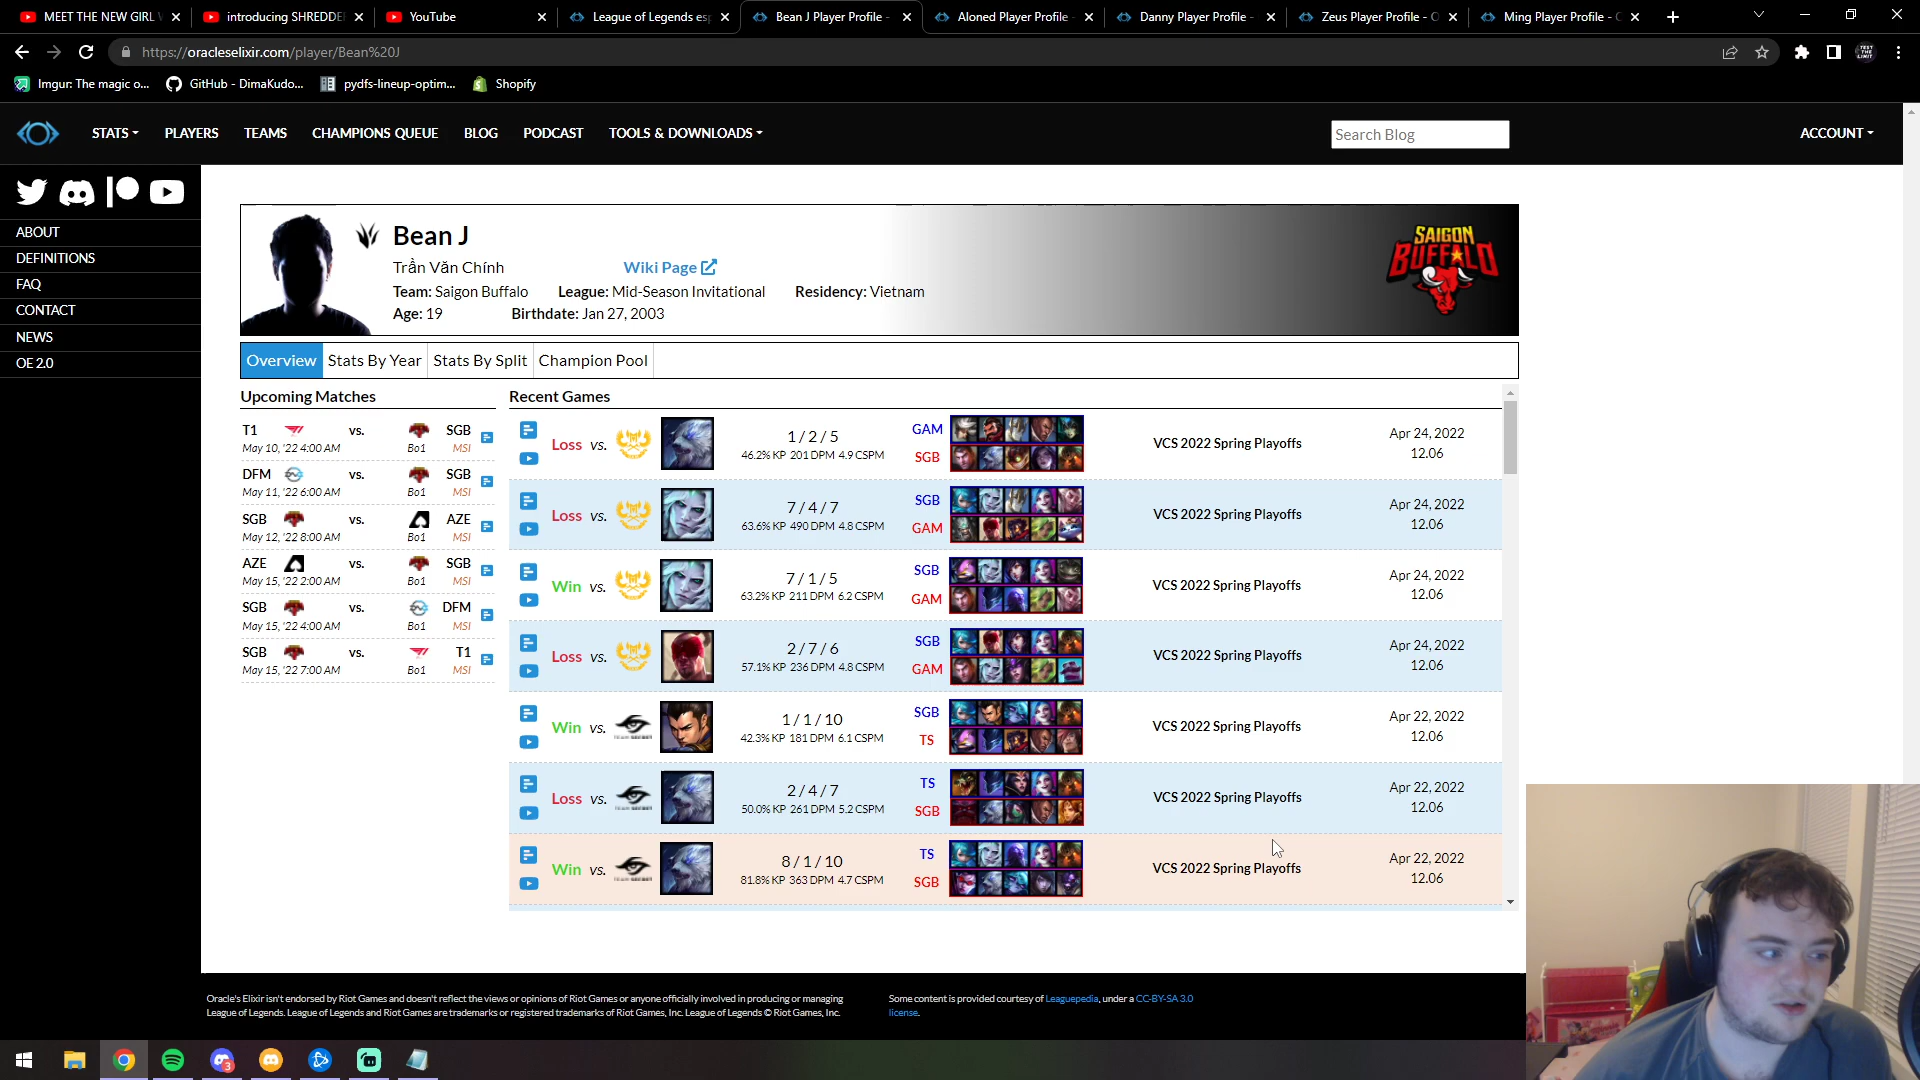 MEET THE NEW GIRL
introducing SHREDDE
YouTube
League of Legends es
Bean J Player Profile -
Aloned Player Profile
Danny Player Profile -
Zeus Player Profile -
Ming Player Profile -
https://oracleselixir.com/player/Bean%20J
Imgur: The magic o...
GitHub - DimaKudo...
pydfs-lineup-optim...
Shopify
STATS
PLAYERS
TEAMS
CHAMPIONS QUEUE
BLOG
PODCAST
TOOLS & DOWNLOADS
Search Blog
ACCOUNT
ABOUT
DEFINITIONS
FAQ
CONTACT
NEWS
OE 2.0
Bean J
Trần Văn Chính
Wiki Page
Team: Saigon Buffalo League: Mid-Season Invitational Residency: Vietnam
Age: 19 Birthdate: Jan 27, 2003
SAIGON
BUFFALO
Overview
Stats By Year
Stats By Split
Champion Pool
Upcoming Matches
T1 vs. SGB
May 10, '22 4:00 AM Bo1 MSI
DFM vs. SGB
May 11, '22 6:00 AM Bo1 MSI
SGB vs. AZE
May 12, '22 8:00 AM Bo1 MSI
AZE vs. SGB
May 15, '22 2:00 AM Bo1 MSI
SGB vs. DFM
May 15, '22 4:00 AM Bo1 MSI
SGB vs. T1
May 15, '22 7:00 AM Bo1 MSI
Recent Games
Loss vs. 1 / 2 / 5 GAM VCS 2022 Spring Playoffs Apr 24, 2022
46.2% KP 201 DPM 4.9 CSPM SGB 12.06
Loss vs. 7 / 4 / 7 SGB VCS 2022 Spring Playoffs Apr 24, 2022
63.6% KP 490 DPM 4.8 CSPM GAM 12.06
Win vs. 7 / 1 / 5 SGB VCS 2022 Spring Playoffs Apr 24, 2022
63.2% KP 211 DPM 6.2 CSPM GAM 12.06
Loss vs. 2 / 7 / 6 SGB VCS 2022 Spring Playoffs Apr 24, 2022
57.1% KP 236 DPM 4.8 CSPM GAM 12.06
Win vs. 1 / 1 / 10 SGB VCS 2022 Spring Playoffs Apr 22, 2022
42.3% KP 181 DPM 6.1 CSPM TS 12.06
Loss vs. 2 / 4 / 7 TS VCS 2022 Spring Playoffs Apr 22, 2022
50.0% KP 261 DPM 5.2 CSPM SGB 12.06
Win vs. 8 / 1 / 10 TS VCS 2022 Spring Playoffs Apr 22, 2022
81.8% KP 363 DPM 4.7 CSPM SGB 12.06
Oracle's Elixir isn't endorsed by Riot Games and doesn't reflect the views or opinions of Riot Games or anyone officially involved in producing or managing
League of Legends. League of Legends and Riot Games are trademarks or registered trademarks of Riot Games, Inc. League of Legends © Riot Games, Inc.
Some content is provided courtesy of Leaguepedia, under a CC-BY-SA 3.0
license.
3